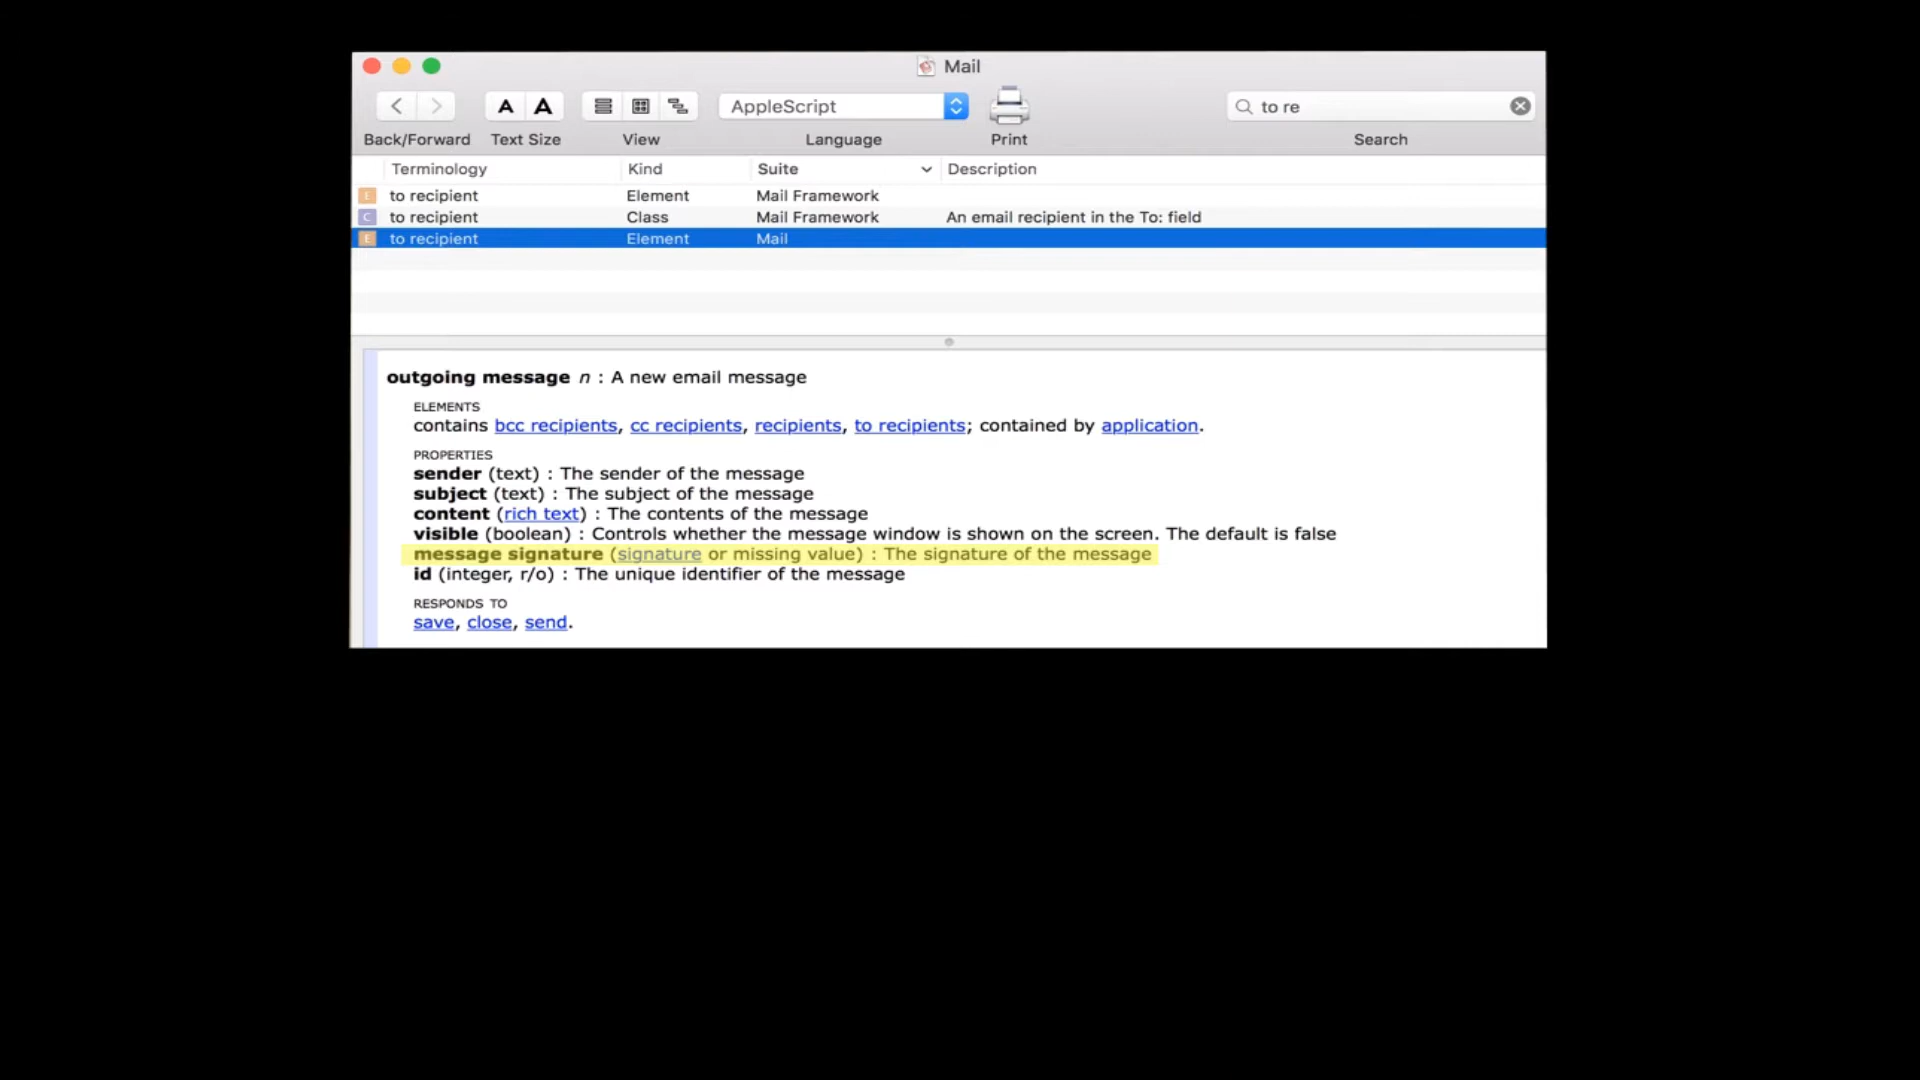 Mail
AppleScript
to re
Back/Forward Text Size View Language Print Search
Terminology Kind Suite Description
E to recipient Element Mail Framework
C to recipient Class Mail Framework An email recipient in the To: field
E to recipient Element Mail
outgoing message n : A new email message
ELEMENTS
contains bcc recipients, cc recipients, recipients, to recipients; contained by application.
PROPERTIES
sender (text) : The sender of the message
subject (text) : The subject of the message
content (rich text) : The contents of the message
visible (boolean) : Controls whether the message window is shown on the screen. The default is false
message signature (signature or missing value) : The signature of the message
id (integer, r/o) : The unique identifier of the message
RESPONDS TO
save, close, send.